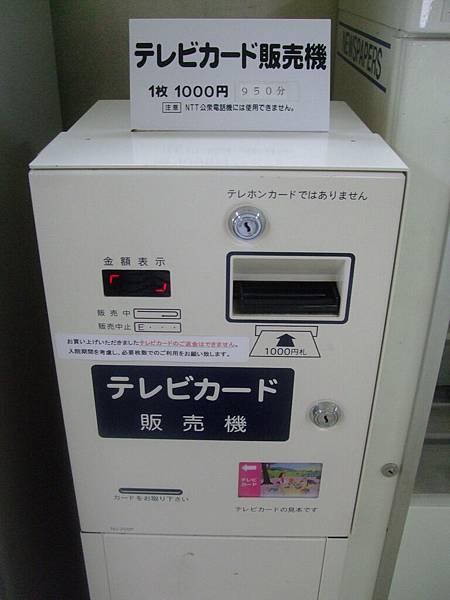 テレビカード販売機
1枚 1000円 950分
注意 NTT公衆電話機には使用できません。
NEWSPAPERS
テレホンカードではありません
金額表示
販売中
販売中止 E・・・
1000円札
お買い上げいただきましたテレビカードのご返金はできません。
入院期間を考慮し、必要枚数でのご利用をお願い致します。
テレビカード
販売機
カードをお取り下さい
テレビ
カード
テレビカードの見本です